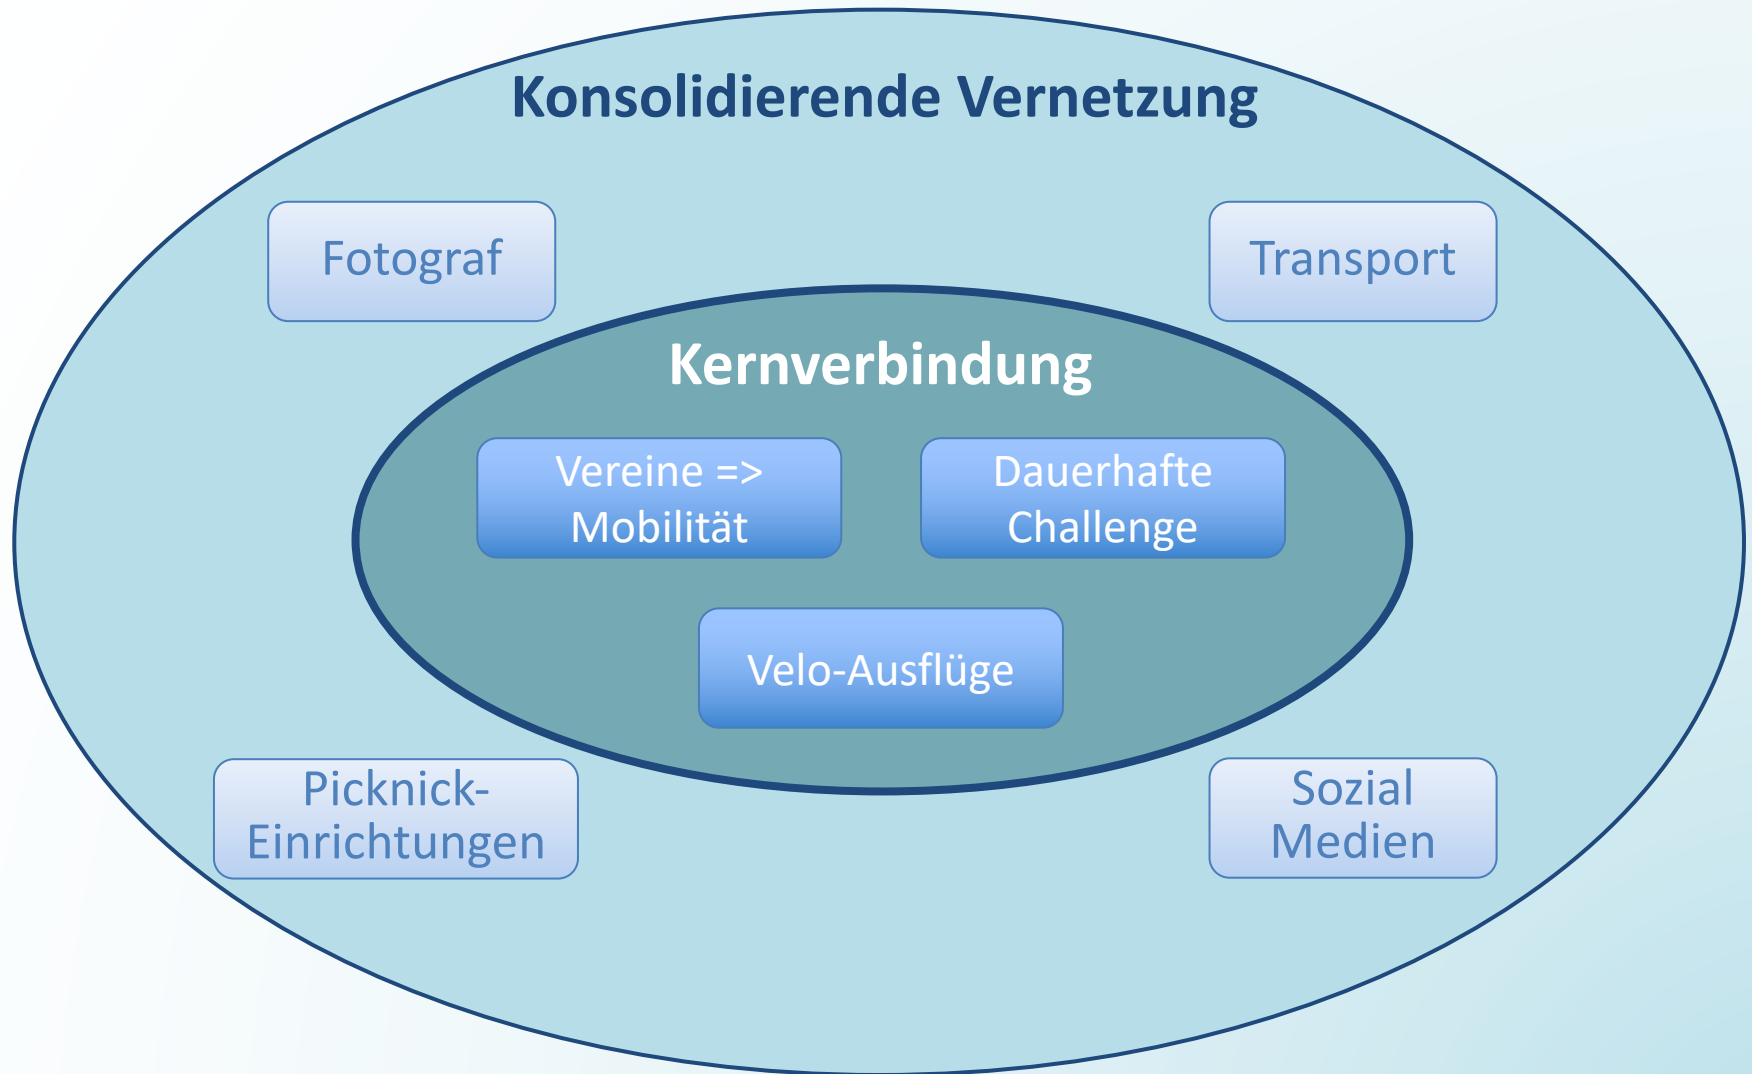 Konsolidierende Vernetzung
Fotograf
Transport
Kernverbindung
Vereine =>
Mobilität
Dauerhafte
Challenge
Velo-Ausflüge
Picknick-
Einrichtungen
Sozial
Medien